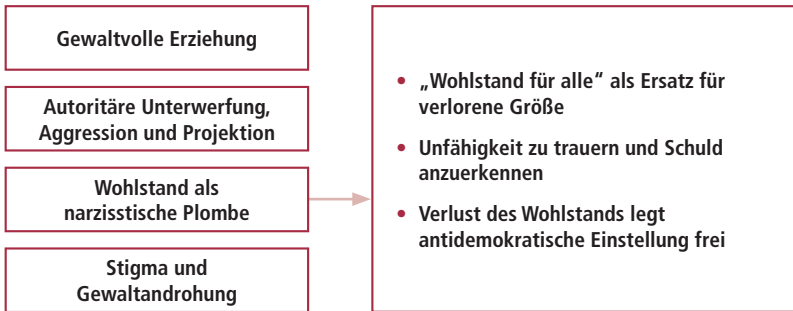 Gewaltvolle Erziehung
Autoritäre Unterwerfung,
Aggression und Projektion
Wohlstand als
narzisstische Plombe
Stigma und
Gewaltandrohung
• „Wohlstand für alle“ als Ersatz für
verlorene Größe
• Unfähigkeit zu trauern und Schuld
anzuerkennen
• Verlust des Wohlstands legt
antidemokratische Einstellung frei